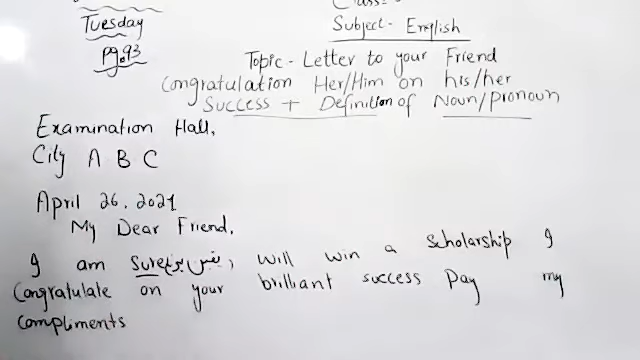 Class-
Tuesday
Subject- English
Pg.93
Topic - Letter to your Friend
Congratulation Her/Him on his/her
Success + Definition of Noun/pronoun
Examination Hall,
City A B C
April 26, 2021
My Dear Friend,
I am Sure, will win a scholarship I
Congratulate on your brilliant success Pay my
compliments